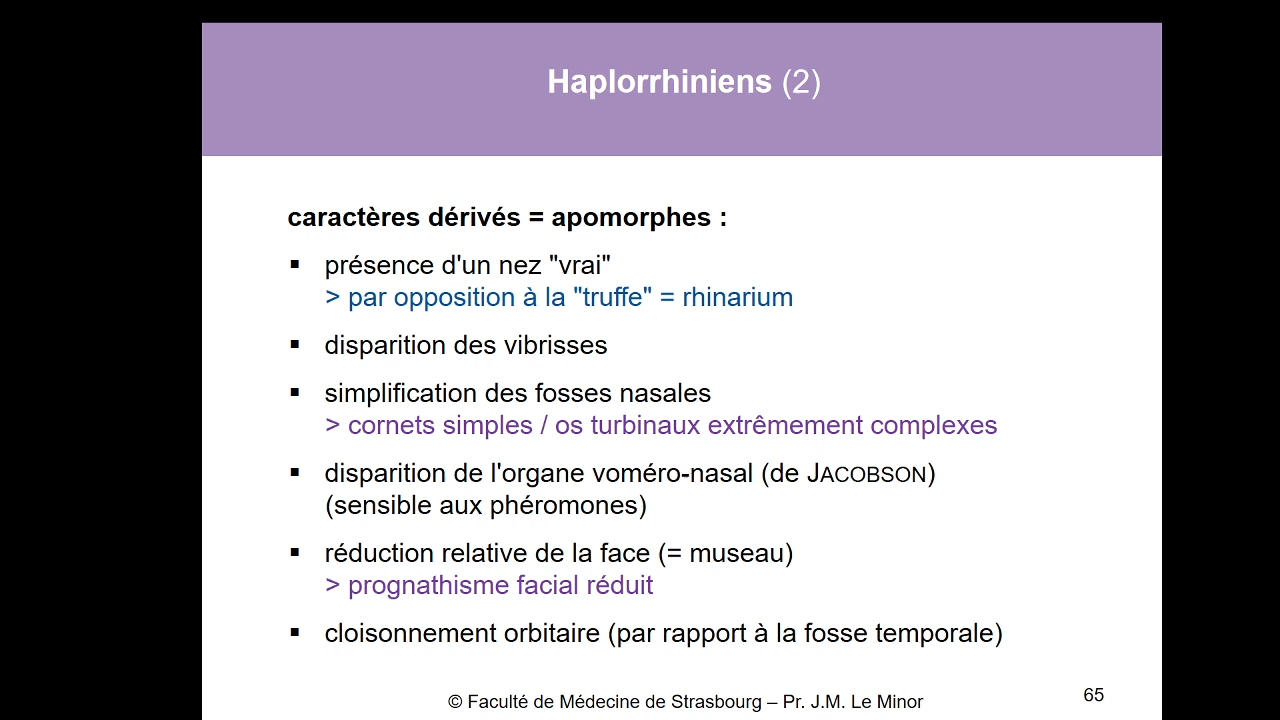 Haplorrhiniens (2)
caractères dérivés = apomorphes :
▪ présence d'un nez "vrai"
> par opposition à la "truffe" = rhinarium
▪ disparition des vibrisses
▪ simplification des fosses nasales
> cornets simples / os turbinaux extrêmement complexes
▪ disparition de l'organe voméro-nasal (de JACOBSON)
(sensible aux phéromones)
▪ réduction relative de la face (= museau)
> prognathisme facial réduit
▪ cloisonnement orbitaire (par rapport à la fosse temporale)
© Faculté de Médecine de Strasbourg – Pr. J.M. Le Minor
65